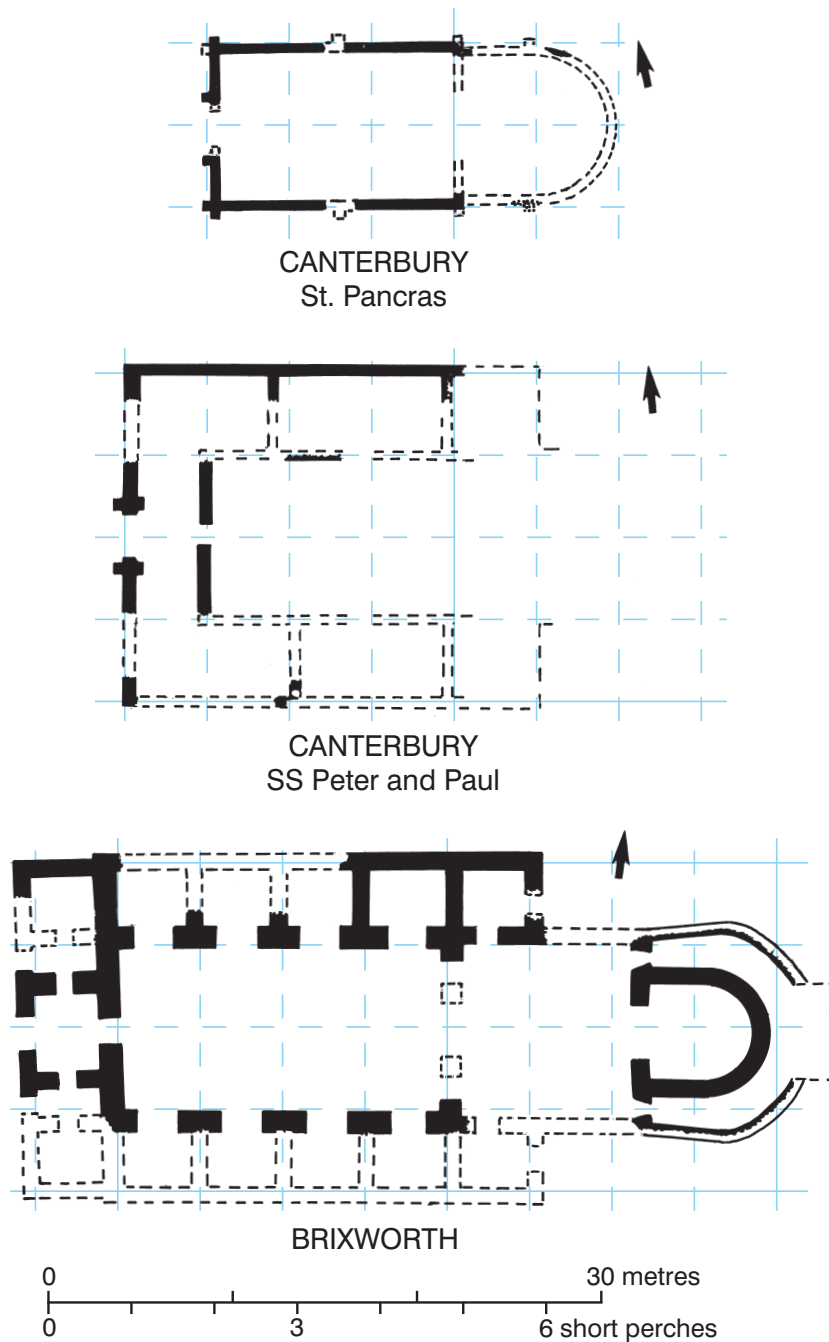 CANTERBURY
St. Pancras
CANTERBURY
SS Peter and Paul
BRIXWORTH
0 30 metres
0 3 6 short perches